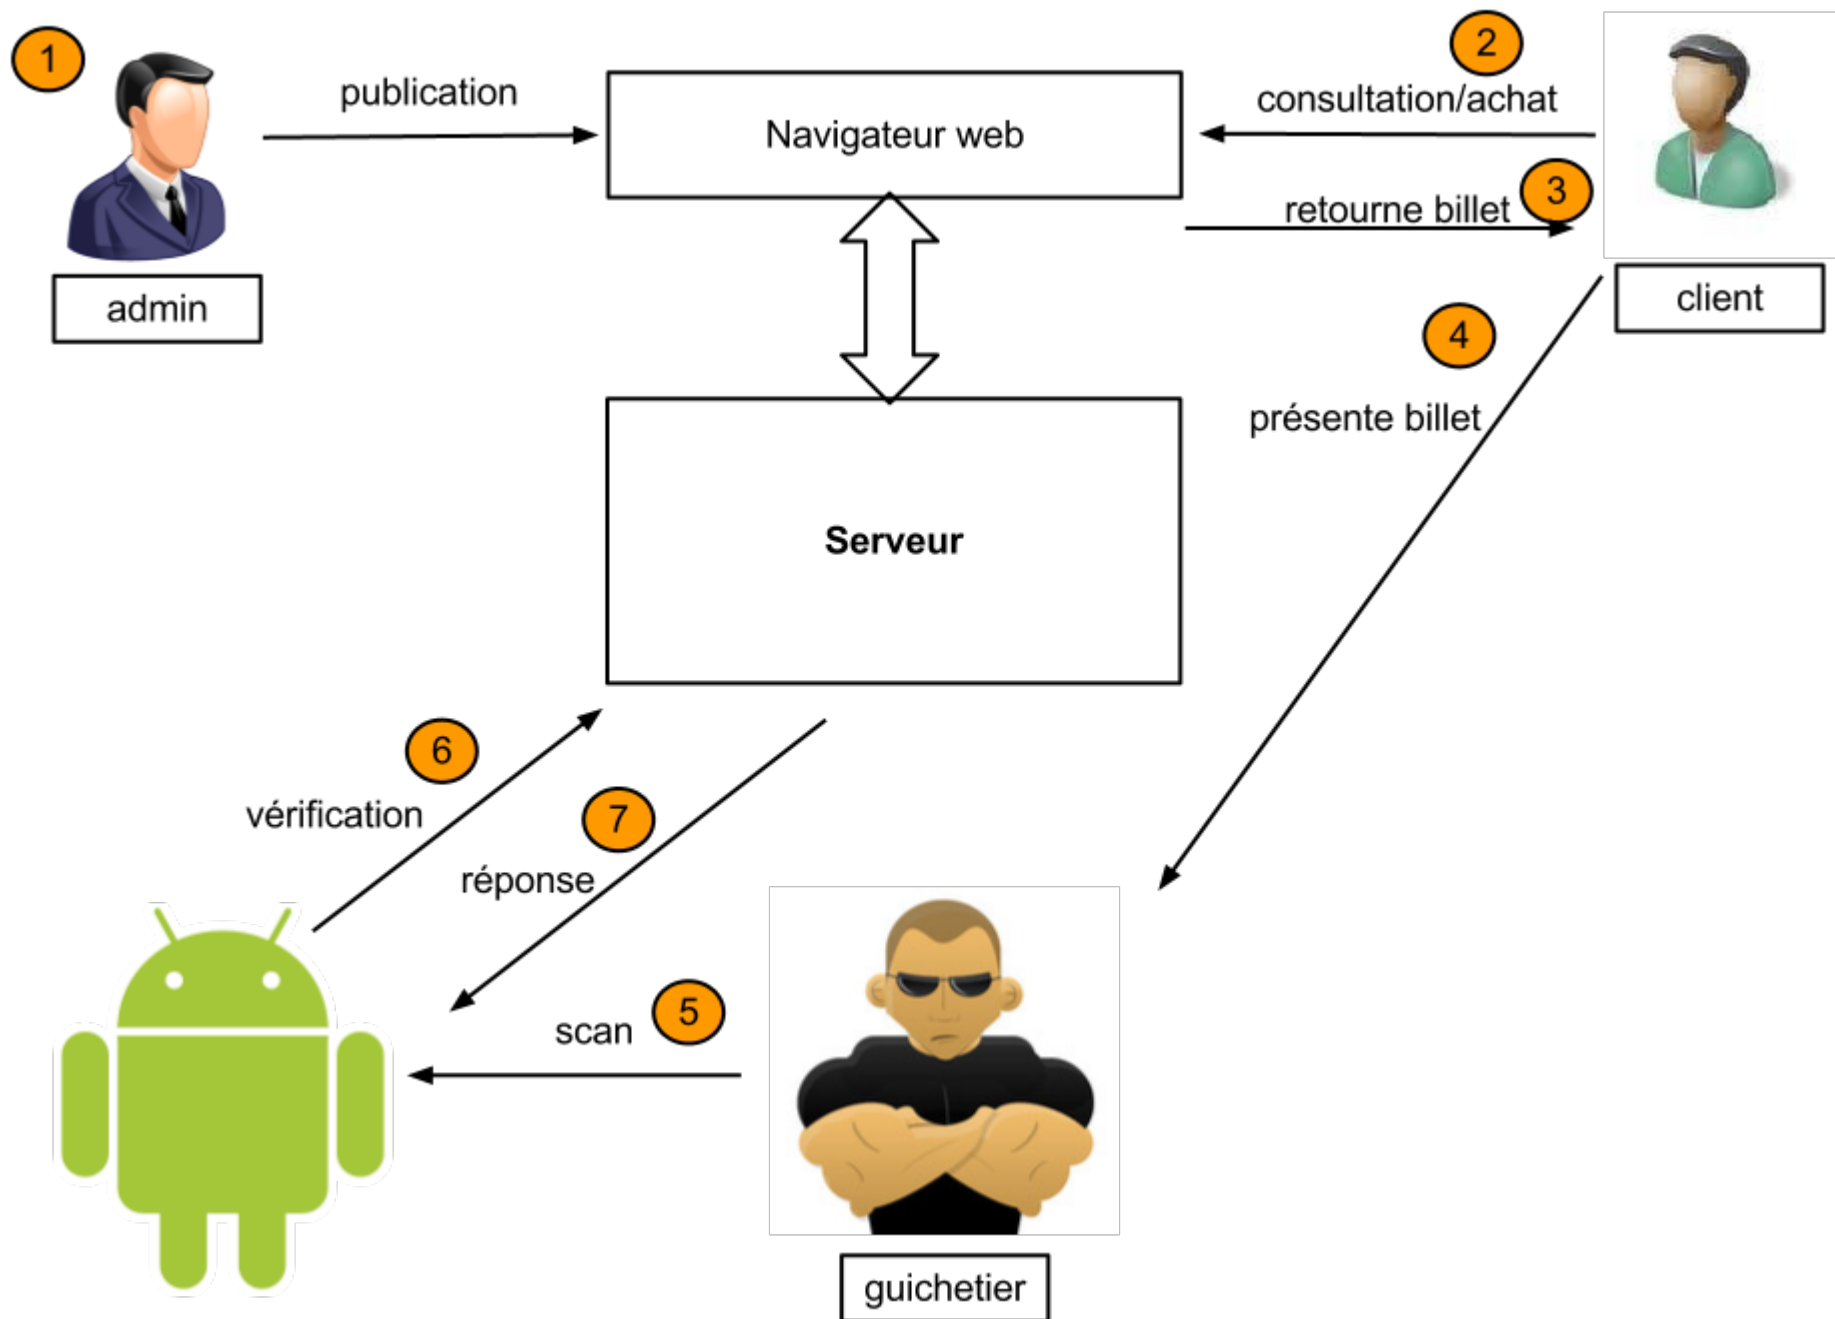 1
publication
Navigateur web
2
consultation/achat
3
retourne billet
admin
client
4
présente billet
Serveur
6
vérification
7
réponse
5
scan
guichetier